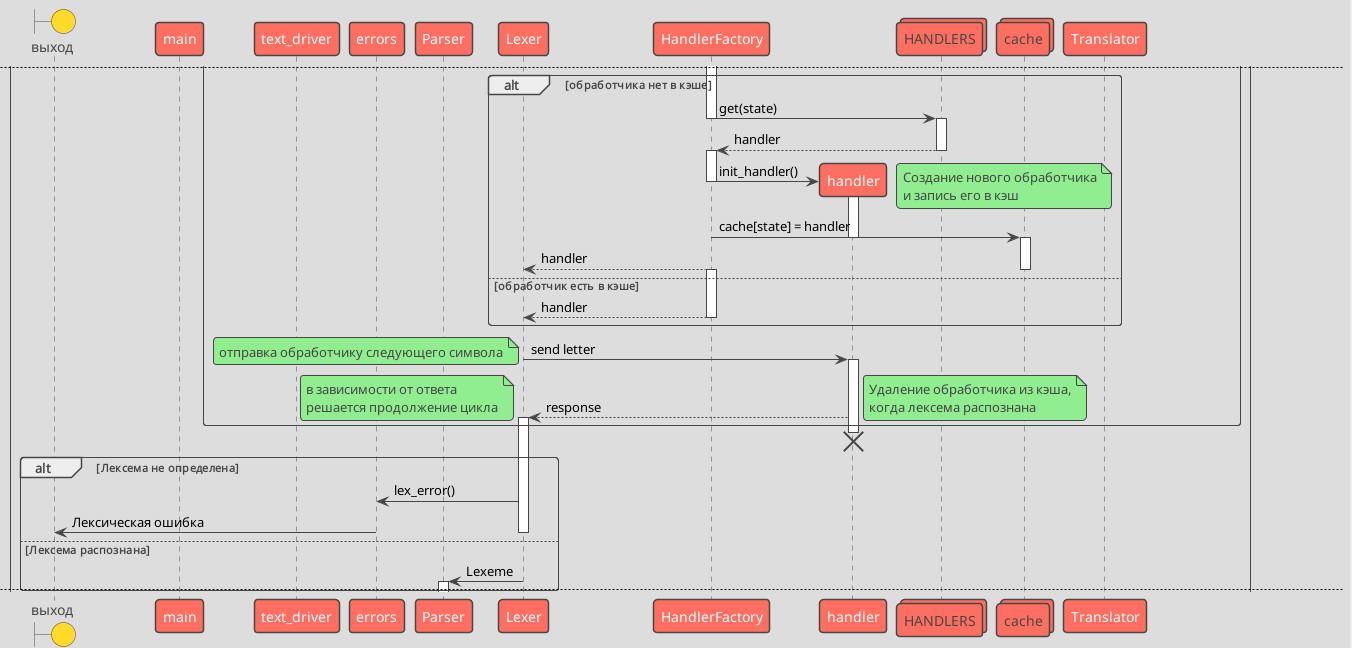 выход
main
text_driver
errors
Parser
Lexer
HandlerFactory
HANDLERS
cache
Translator
alt
[обработчика нет в кэше]
get(state)
handler
init_handler()
handler
Создание нового обработчика
и запись его в кэш
cache[state] = handler
handler
[обработчик есть в кэше]
handler
отправка обработчику следующего символа
send letter
в зависимости от ответа
решается продолжение цикла
response
Удаление обработчика из кэша,
когда лексема распознана
alt
[Лексема не определена]
lex_error()
Лексическая ошибка
[Лексема распознана]
Lexeme
выход
main
text_driver
errors
Parser
Lexer
HandlerFactory
handler
HANDLERS
cache
Translator